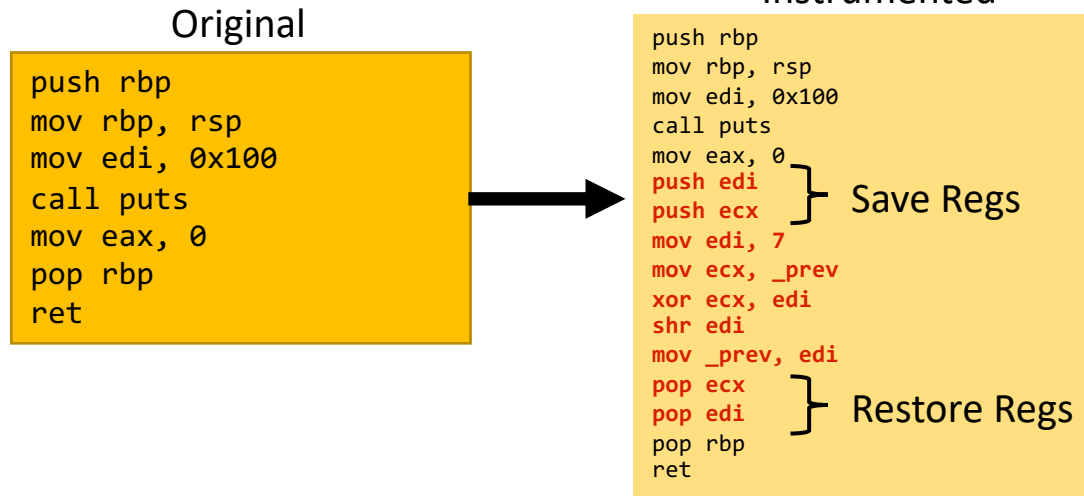 Original
push rbp
mov rbp, rsp
mov edi, 0x100
call puts
mov eax, 0
pop rbp
ret
Instrumented
push rbp
mov rbp, rsp
mov edi, 0x100
call puts
mov eax, 0
push edi
push ecx
Save Regs
mov edi, 7
mov ecx, _prev
xor ecx, edi
shr edi
mov _prev, edi
pop ecx
pop edi
Restore Regs
pop rbp
ret